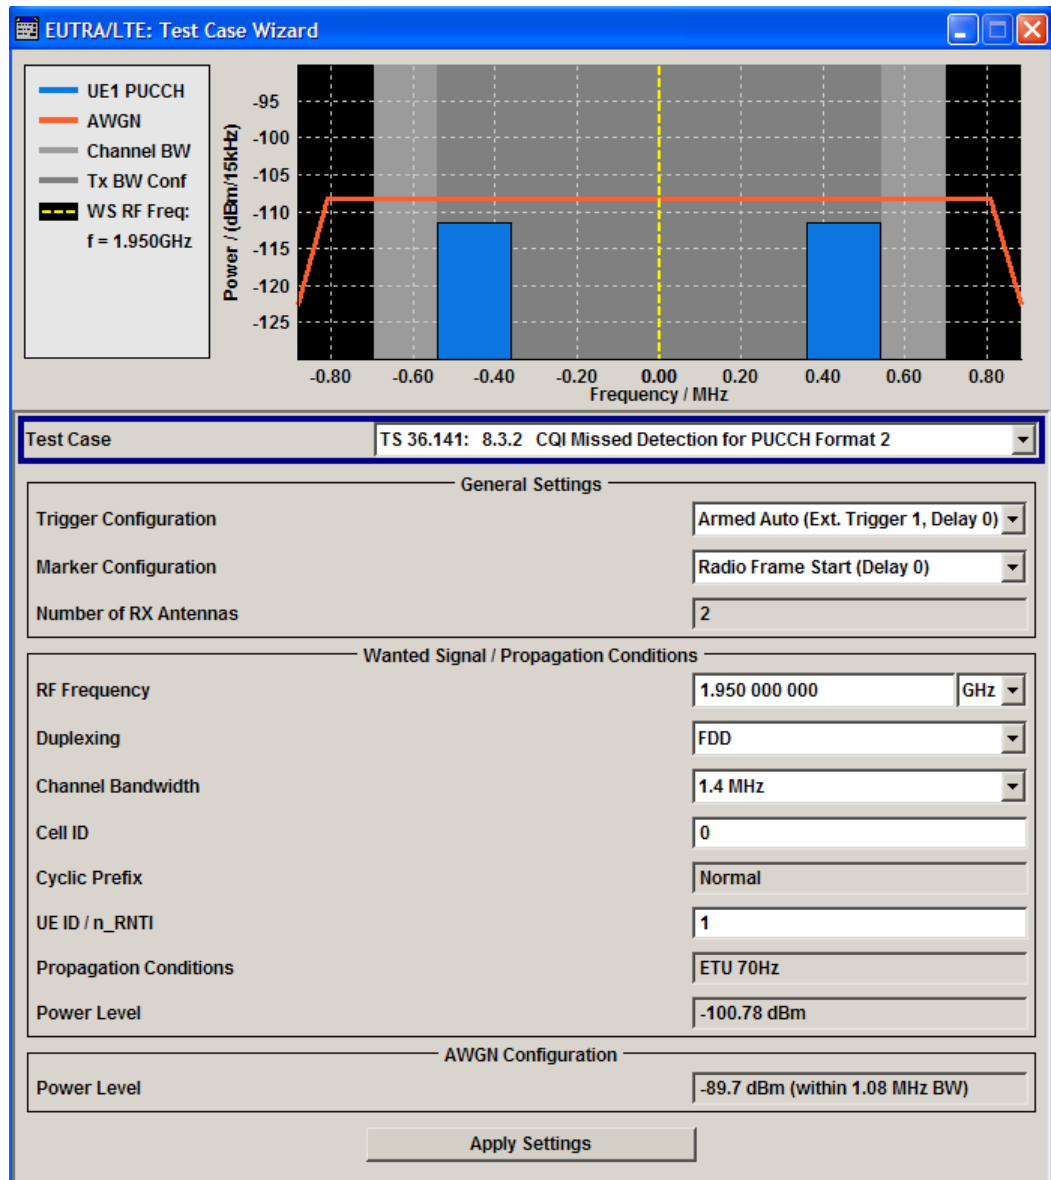 EUTRA/LTE: Test Case Wizard
UE1 PUCCH
AWGN
Channel BW
Tx BW Conf
WS RF Freq:
f = 1.950GHz
Power / (dBm/15kHz)
-95
-100
-105
-110
-115
-120
-125
-0.80 -0.60 -0.40 -0.20 0.00 0.20 0.40 0.60 0.80
Frequency / MHz
Test Case TS 36.141: 8.3.2 CQI Missed Detection for PUCCH Format 2
General Settings
Trigger Configuration Armed Auto (Ext. Trigger 1, Delay 0)
Marker Configuration Radio Frame Start (Delay 0)
Number of RX Antennas 2
Wanted Signal / Propagation Conditions
RF Frequency 1.950 000 000 GHz
Duplexing FDD
Channel Bandwidth 1.4 MHz
Cell ID 0
Cyclic Prefix Normal
UE ID / n_RNTI 1
Propagation Conditions ETU 70Hz
Power Level -100.78 dBm
AWGN Configuration
Power Level -89.7 dBm (within 1.08 MHz BW)
Apply Settings